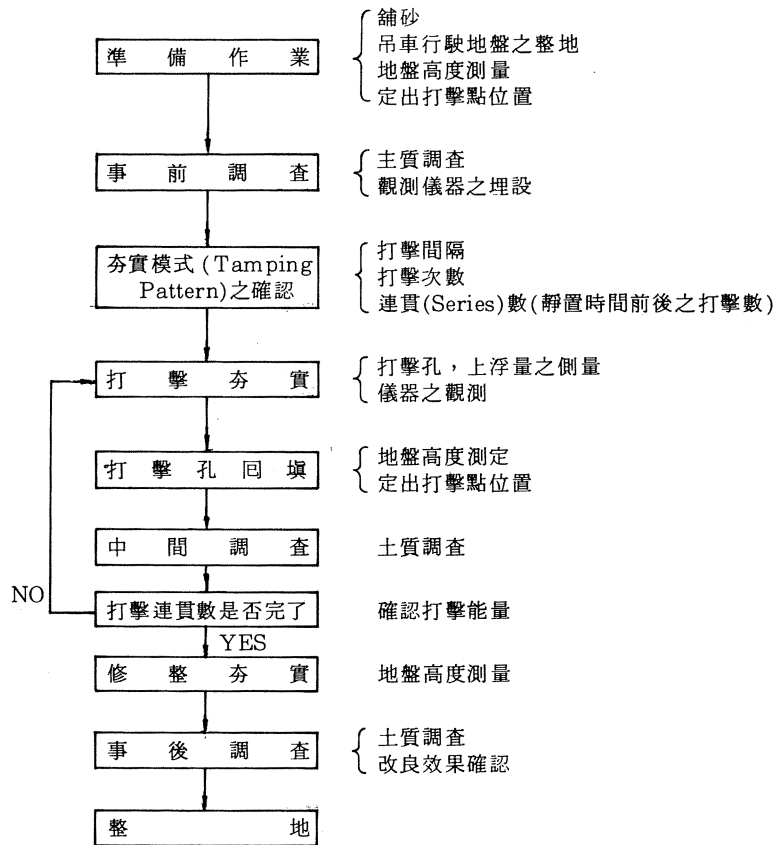 舖砂
吊車行駛地盤之整地
準備作業
地盤高度測量
定出打擊點位置
事前調查
主質調查
觀測儀器之埋設
夯實模式(Tamping
Pattern)之確認
打擊間隔
打擊次數
連貫(Series)數(靜置時間前後之打擊數)
打擊夯實
打擊孔,上浮量之側量
儀器之觀測
打擊孔回塡
地盤高度測定
定出打擊點位置
中間調查
土質調查
NO
打擊連貫數是否完了
確認打擊能量
YES
修整夯實
地盤高度測量
事後調查
土質調查
改良效果確認
整地